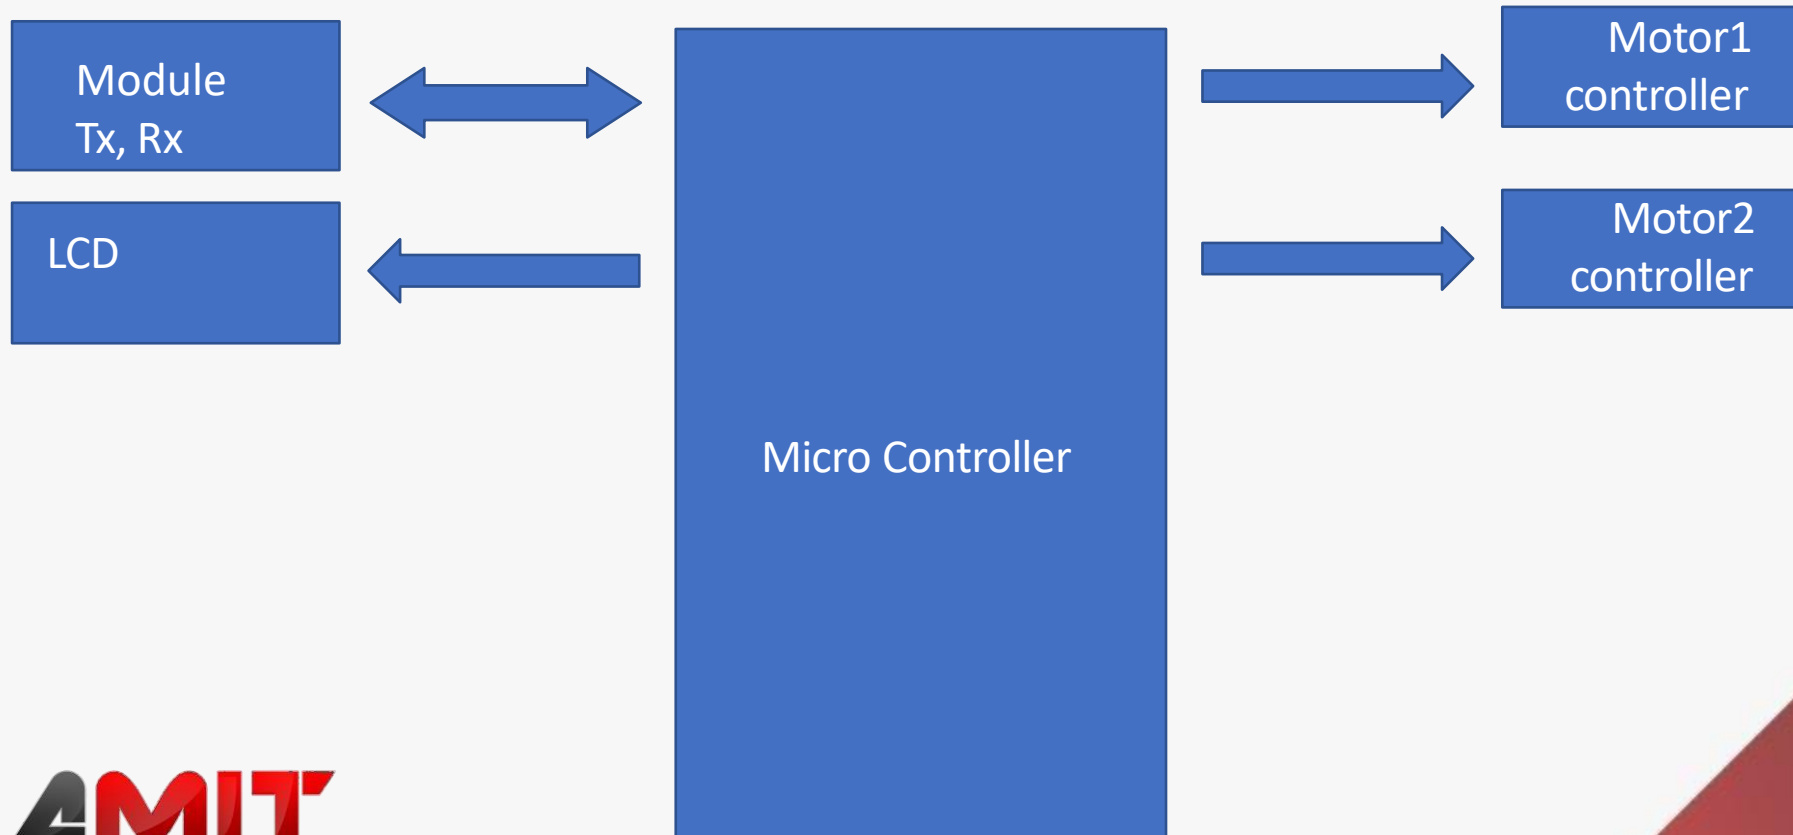 Module
Tx, Rx
LCD
Micro Controller
Motor1
controller
Motor2
controller
AMIT